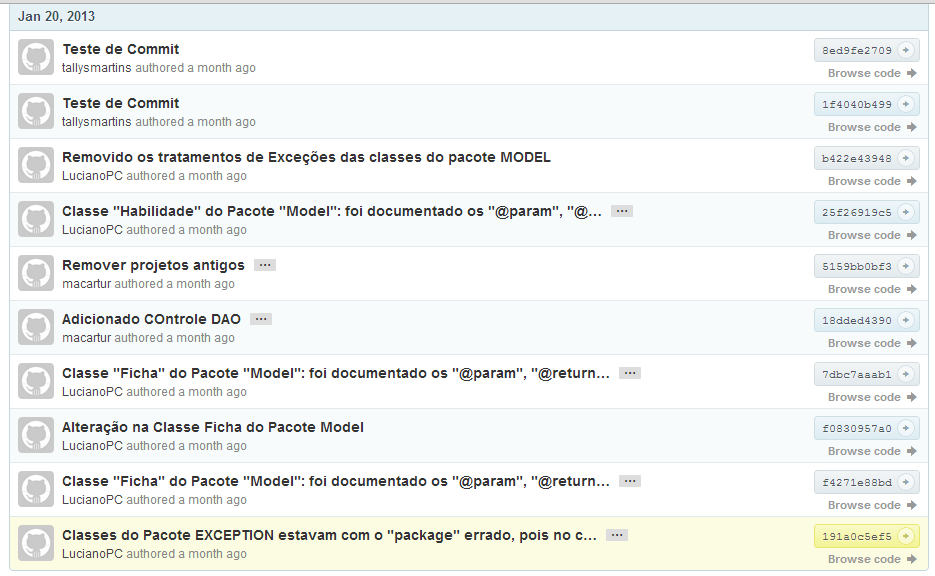 Jan 20, 2013
Teste de Commit
tallysmartins authored a month ago
8ed9fe2709
Browse code
Teste de Commit
tallysmartins authored a month ago
1f4040b499
Browse code
Removido os tratamentos de Exceções das classes do pacote MODEL
LucianoPC authored a month ago
b422e43948
Browse code
Classe "Habilidade" do Pacote "Model": foi documentado os "@param", "@...
LucianoPC authored a month ago
25f26919c5
Browse code
Remover projetos antigos
macartur authored a month ago
5159bb0bf3
Browse code
Adicionado COntrole DAO
macartur authored a month ago
18dded4390
Browse code
Classe "Ficha" do Pacote "Model": foi documentado os "@param", "@return...
LucianoPC authored a month ago
7dbc7aaab1
Browse code
Alteração na Classe Ficha do Pacote Model
LucianoPC authored a month ago
f0830957a0
Browse code
Classe "Ficha" do Pacote "Model": foi documentado os "@param", "@return...
LucianoPC authored a month ago
f4271e88bd
Browse code
Classes do Pacote EXCEPTION estavam com o "package" errado, pois no c...
LucianoPC authored a month ago
191a0c5ef5
Browse code